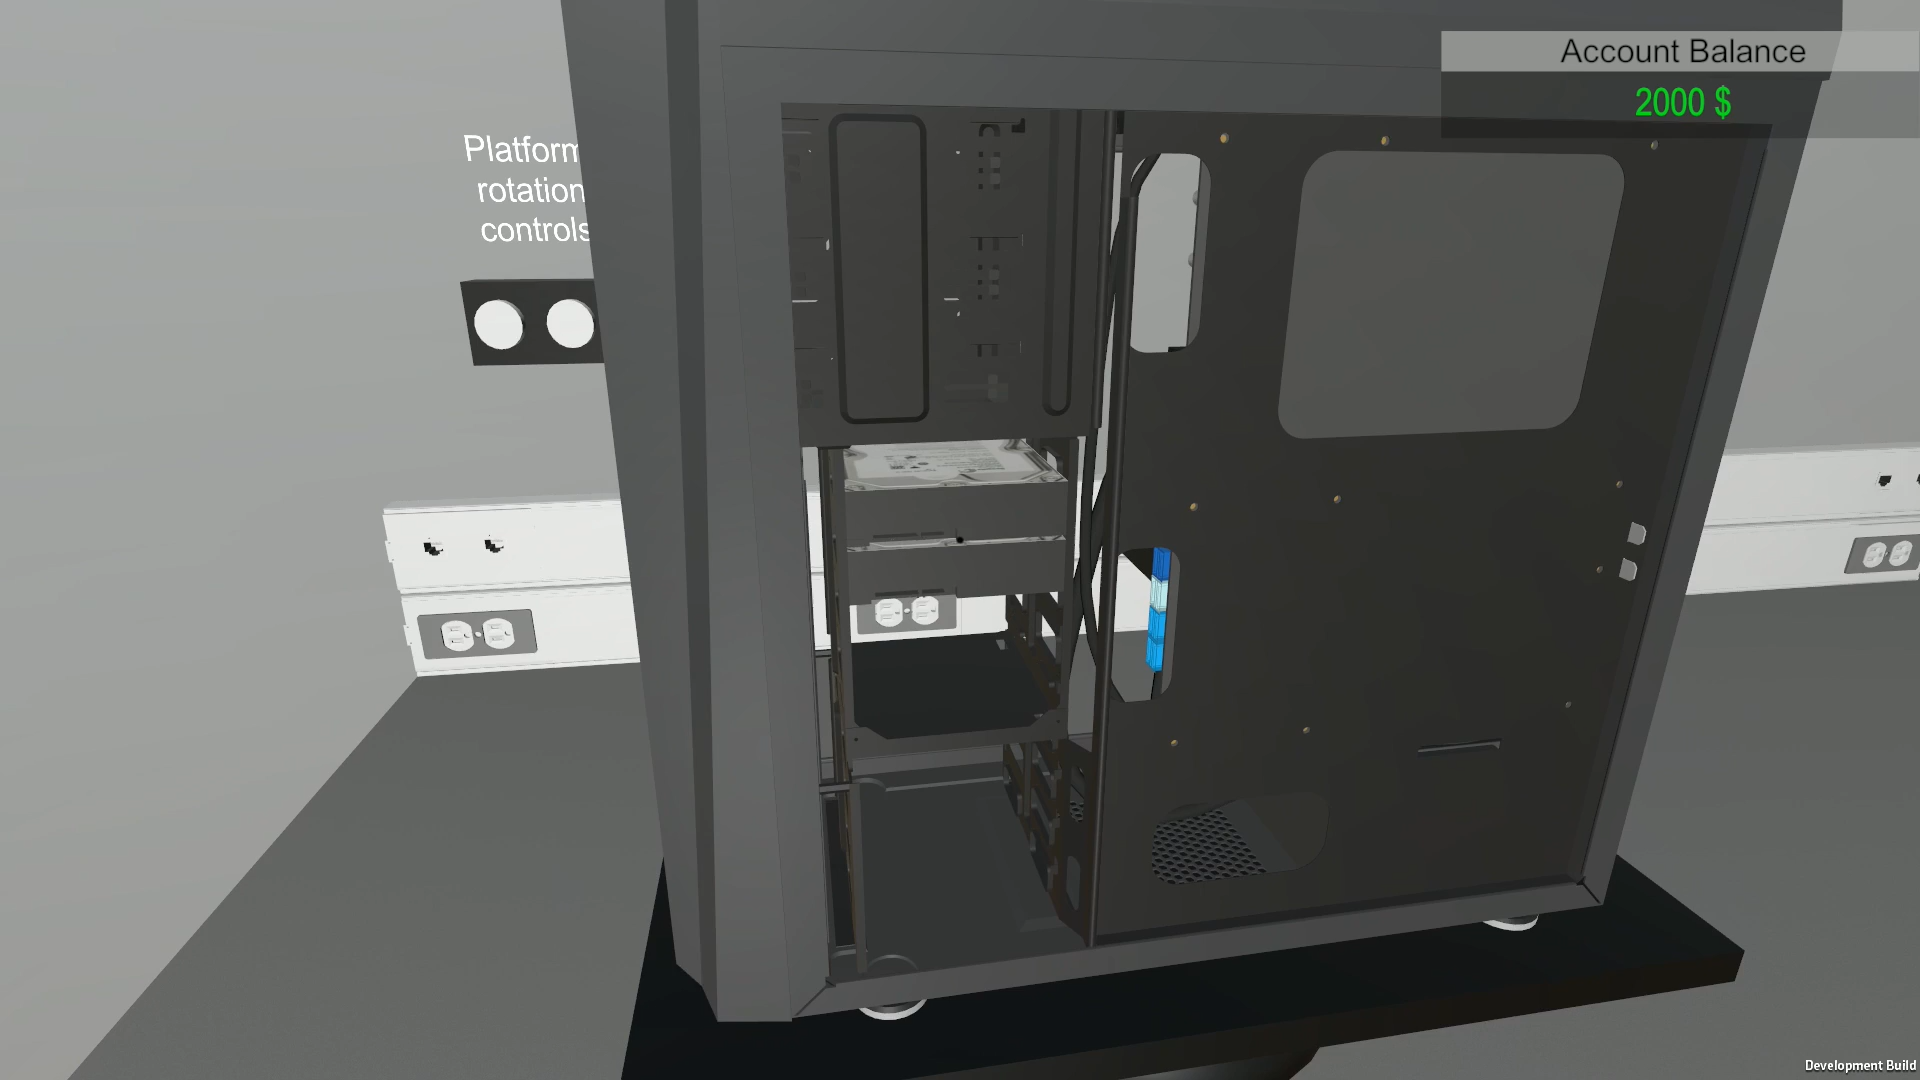 Account Balance
2000 $
Platform
rotation
controls
Development Build